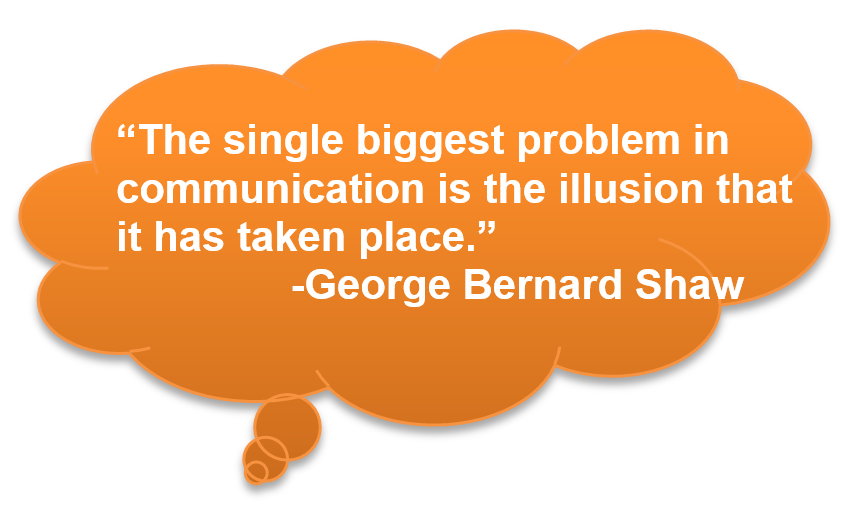 “The single biggest problem in
communication is the illusion that
it has taken place.”
-George Bernard Shaw